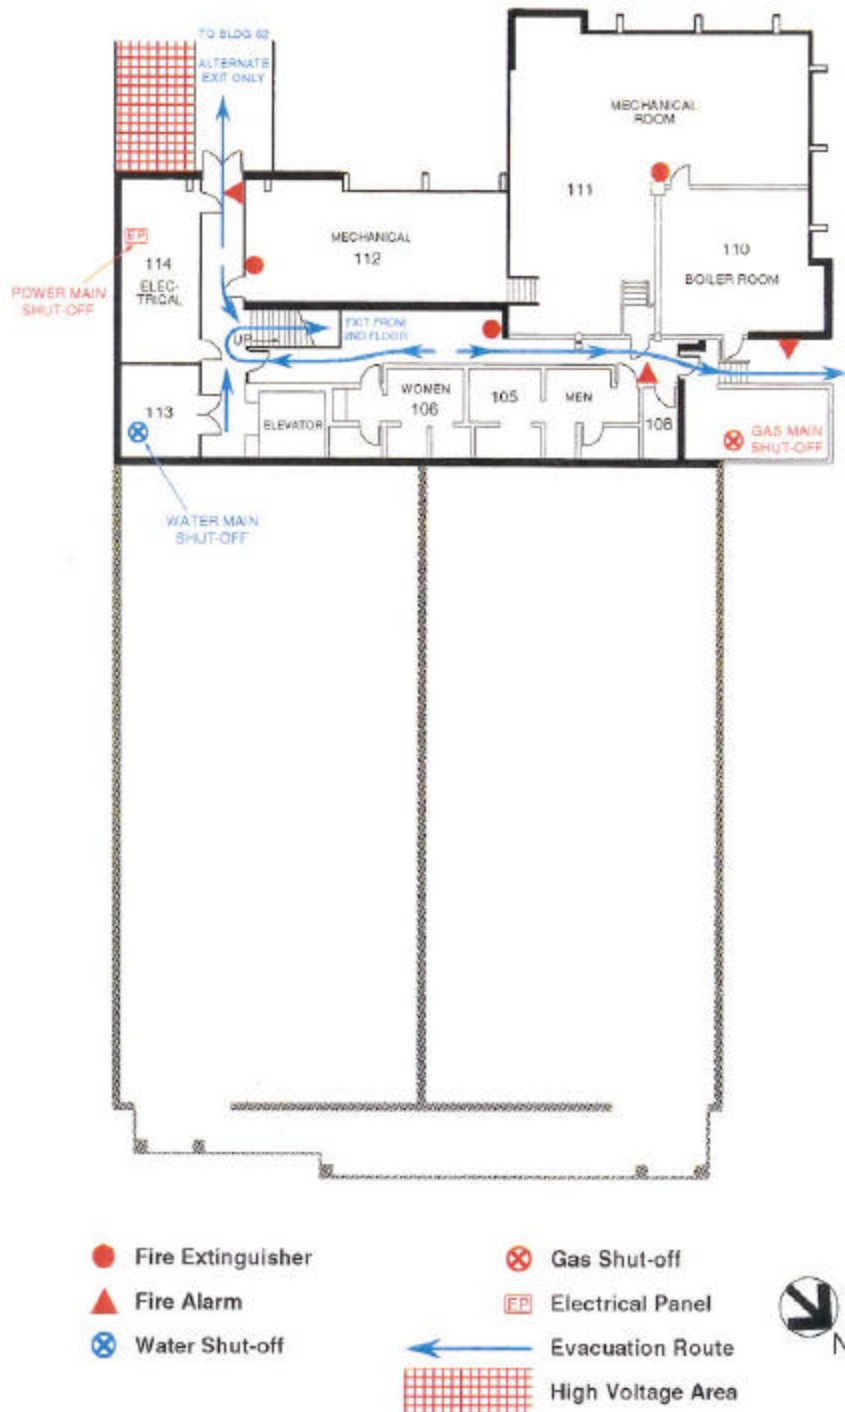 TO BLDG 62
ALTERNATE
EXIT ONLY
MECHANICAL
ROOM
111
110
BOILER ROOM
MECHANICAL
112
EP
114
ELEC-
TRICAL
POWER MAIN
SHUT-OFF
UP
EXIT FROM
2ND FLOOR
113
ELEVATOR
WOMEN
106
105
MEN
108
GAS MAIN
SHUT-OFF
WATER MAIN
SHUT-OFF
Fire Extinguisher
Fire Alarm
Water Shut-off
Gas Shut-off
EP Electrical Panel
Evacuation Route
High Voltage Area
N